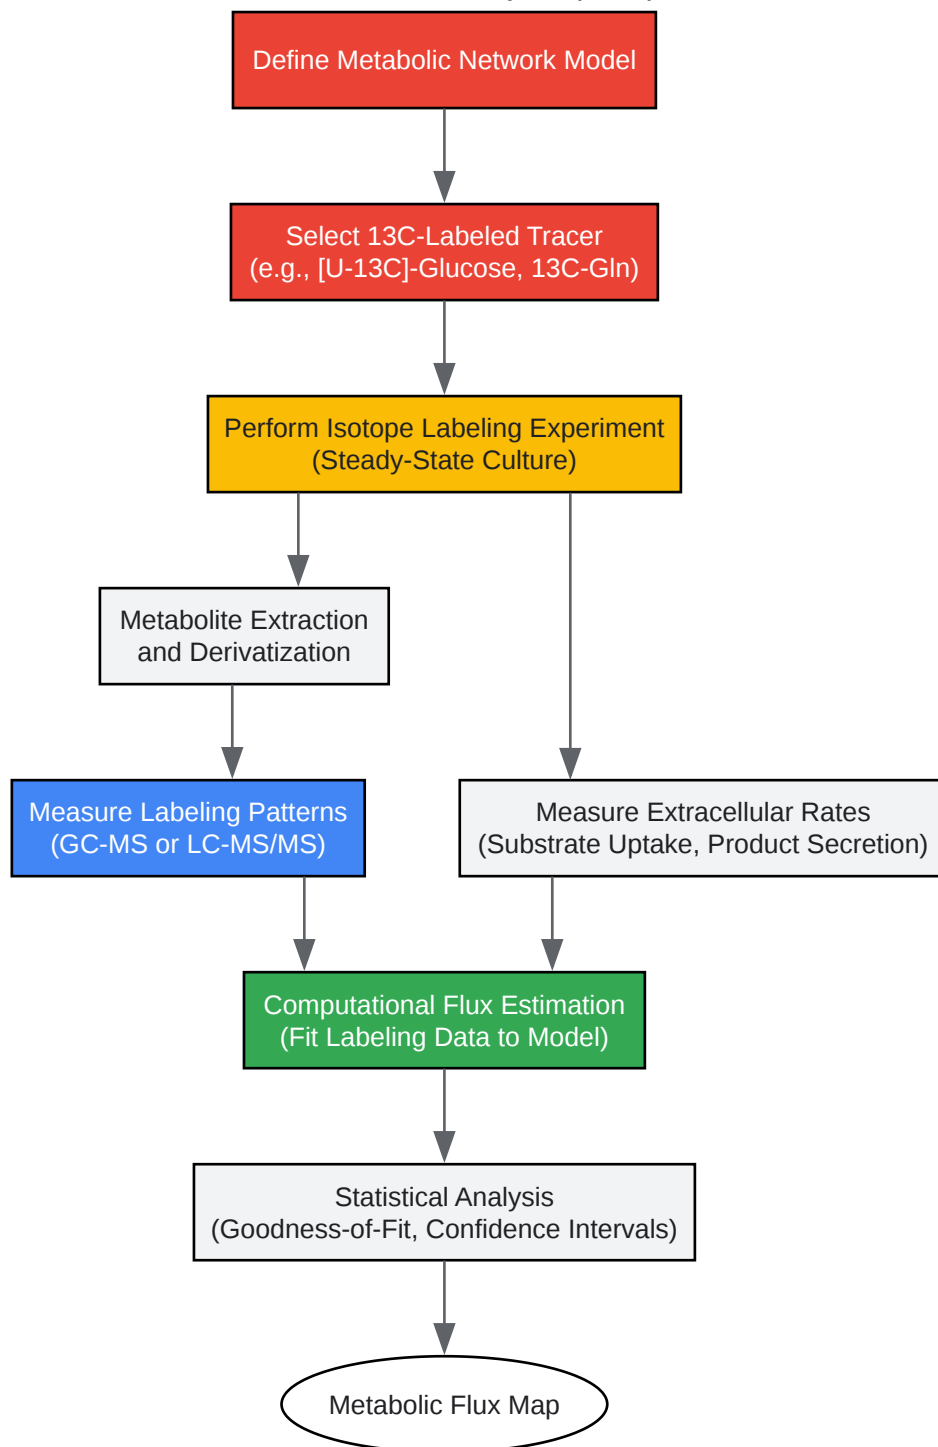 Define Metabolic Network Model
Select 13C-Labeled Tracer
(e.g., [U-13C]-Glucose, 13C-Gln)
Perform Isotope Labeling Experiment
(Steady-State Culture)
Metabolite Extraction
and Derivatization
Measure Labeling Patterns
(GC-MS or LC-MS/MS)
Measure Extracellular Rates
(Substrate Uptake, Product Secretion)
Computational Flux Estimation
(Fit Labeling Data to Model)
Statistical Analysis
(Goodness-of-Fit, Confidence Intervals)
Metabolic Flux Map